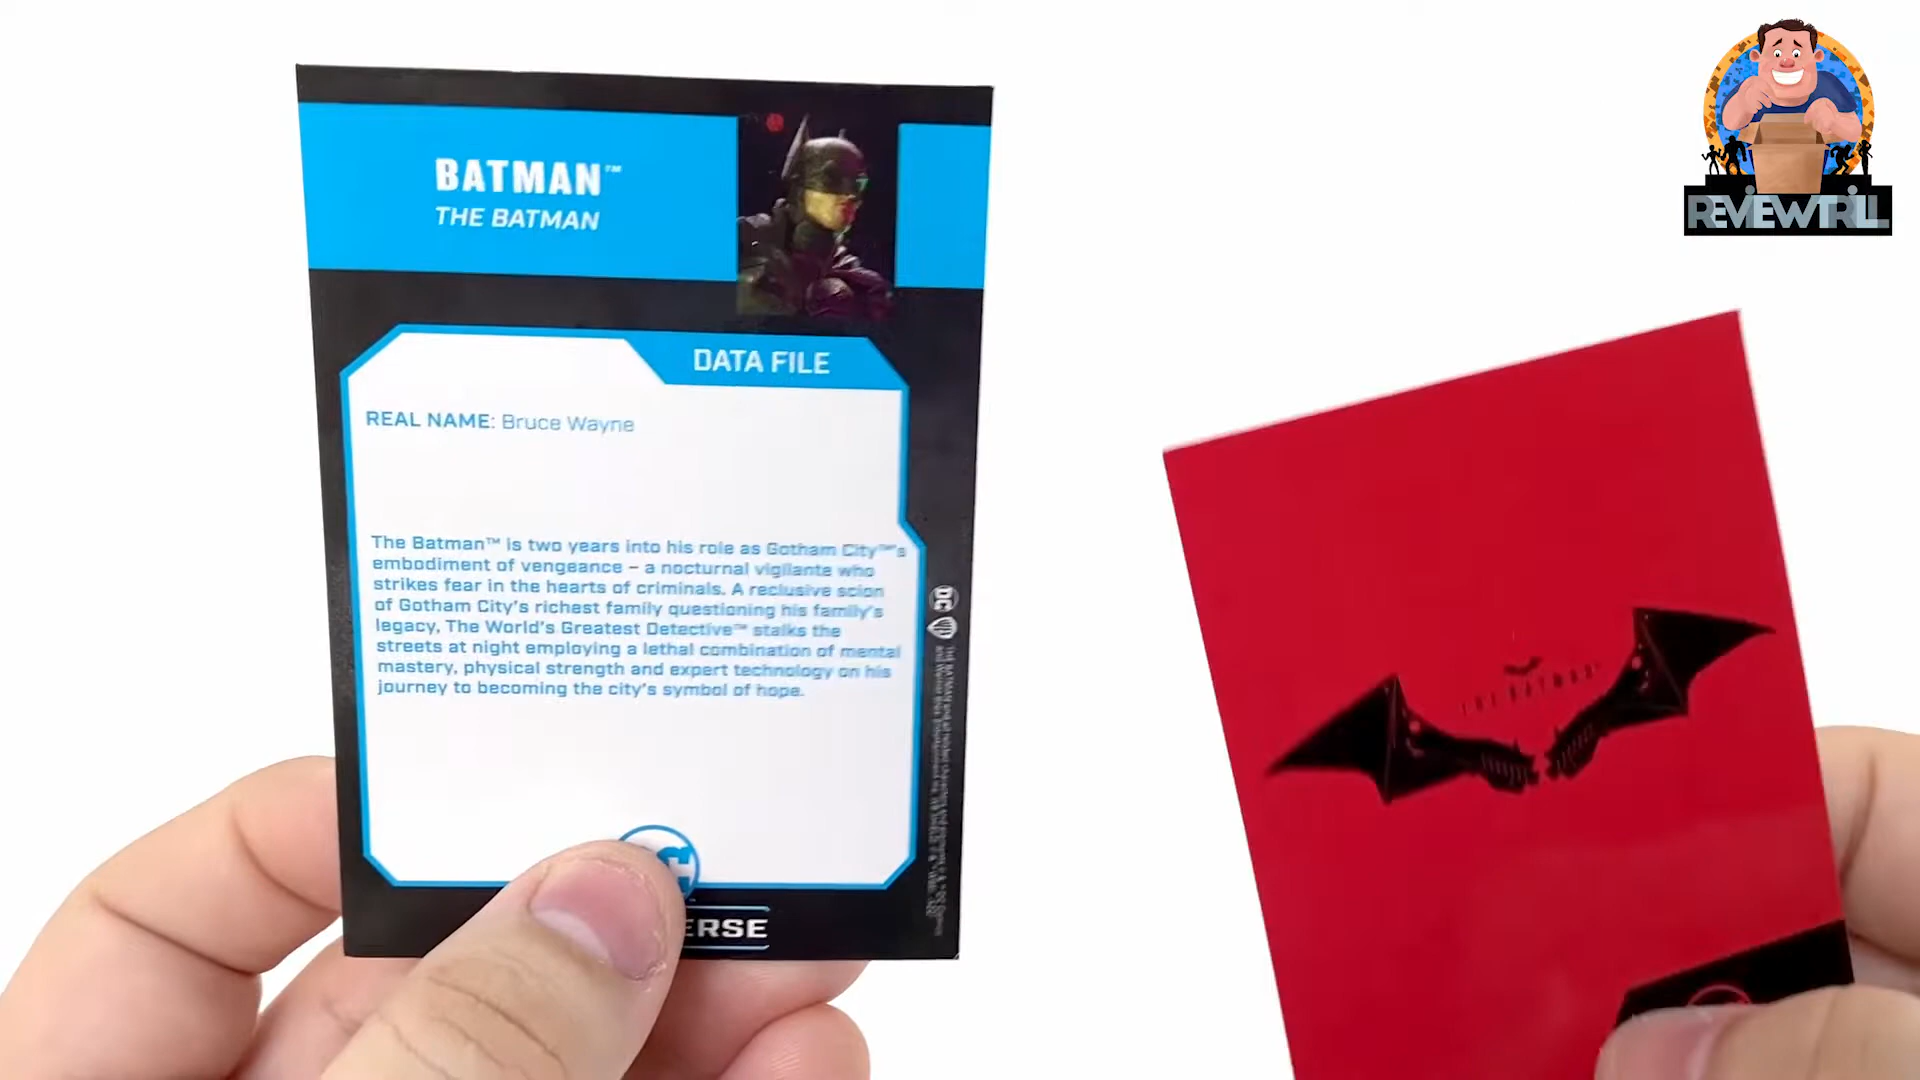 BATMAN™
THE BATMAN
DATA FILE
REAL NAME: Bruce Wayne
The Batman™ is two years into his role as Gotham City™'s
embodiment of vengeance – a nocturnal vigilante who
strikes fear in the hearts of criminals. A reclusive scion
of Gotham City's richest family questioning his family's
legacy, The World's Greatest Detective™ stalks the
streets at night employing a lethal combination of mental
mastery, physical strength and expert technology on his
journey to becoming the city's symbol of hope.
ERSE
DC
THE BATMAN
REVIEWTRILL